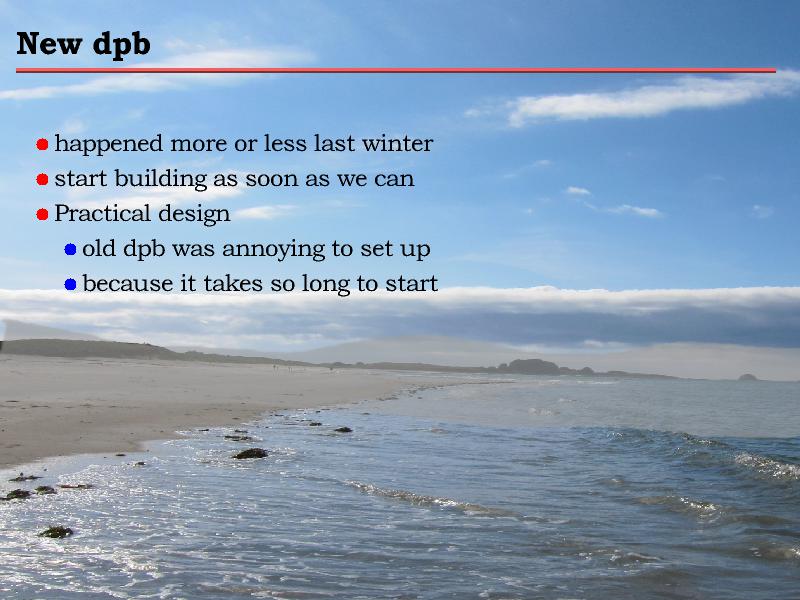 New dpb
happened more or less last winter
start building as soon as we can
Practical design
old dpb was annoying to set up
because it takes so long to start